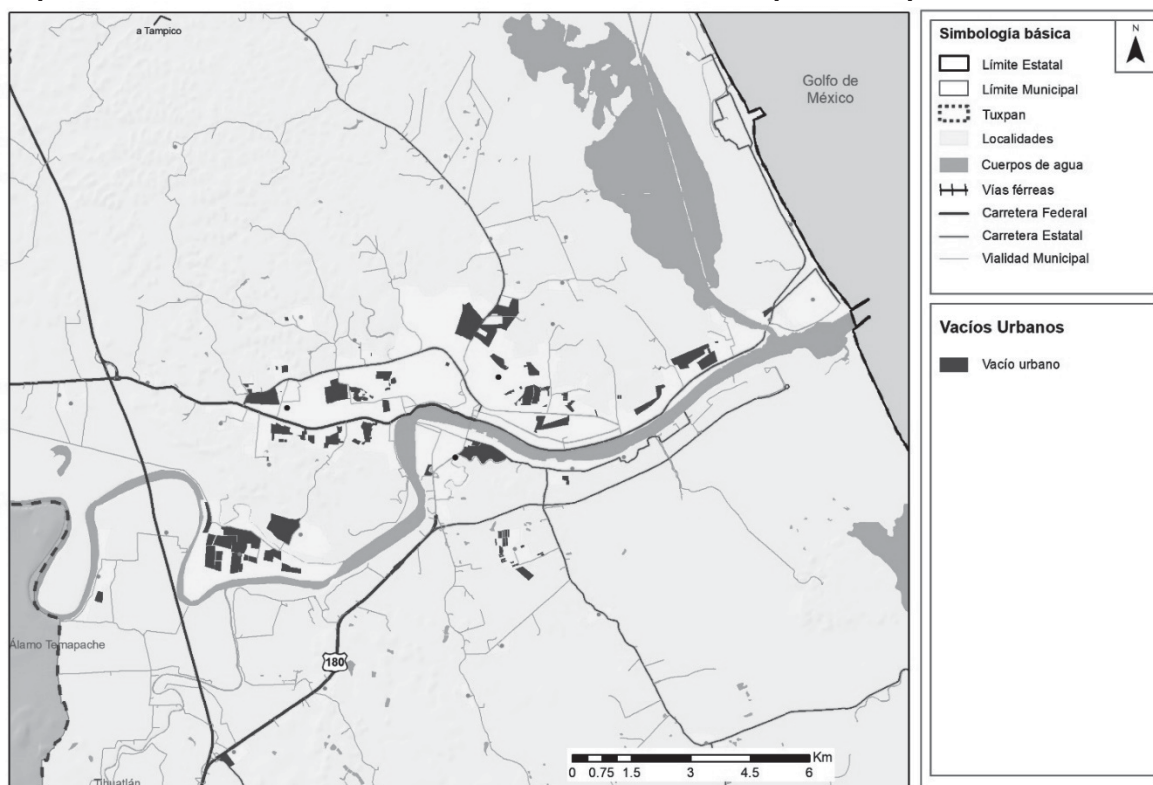 a Tampico
Golfo de
México
180
Álamo Temapache
Tihuatlán
Km
0 0.75 1.5 3 4.5 6
Simbología básica
N
Límite Estatal
Límite Municipal
Tuxpan
Localidades
Cuerpos de agua
Vías férreas
Carretera Federal
Carretera Estatal
Vialidad Municipal
Vacíos Urbanos
Vacío urbano